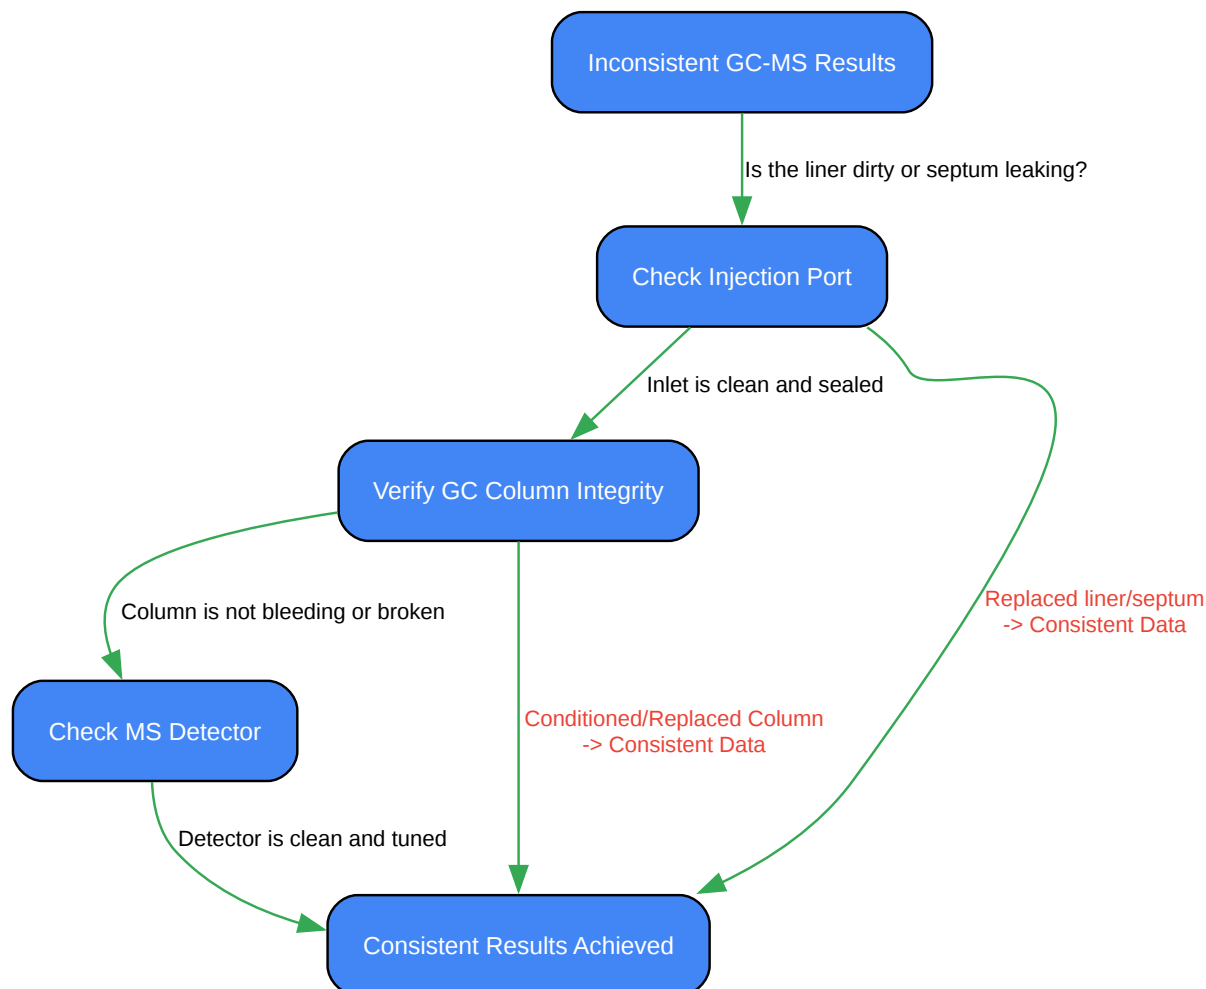 Inconsistent GC-MS Results
Is the liner dirty or septum leaking?
Check Injection Port
Inlet is clean and sealed
Verify GC Column Integrity
Column is not bleeding or broken
Replaced liner/septum
-> Consistent Data
Check MS Detector
Conditioned/Replaced Column
-> Consistent Data
Detector is clean and tuned
Consistent Results Achieved